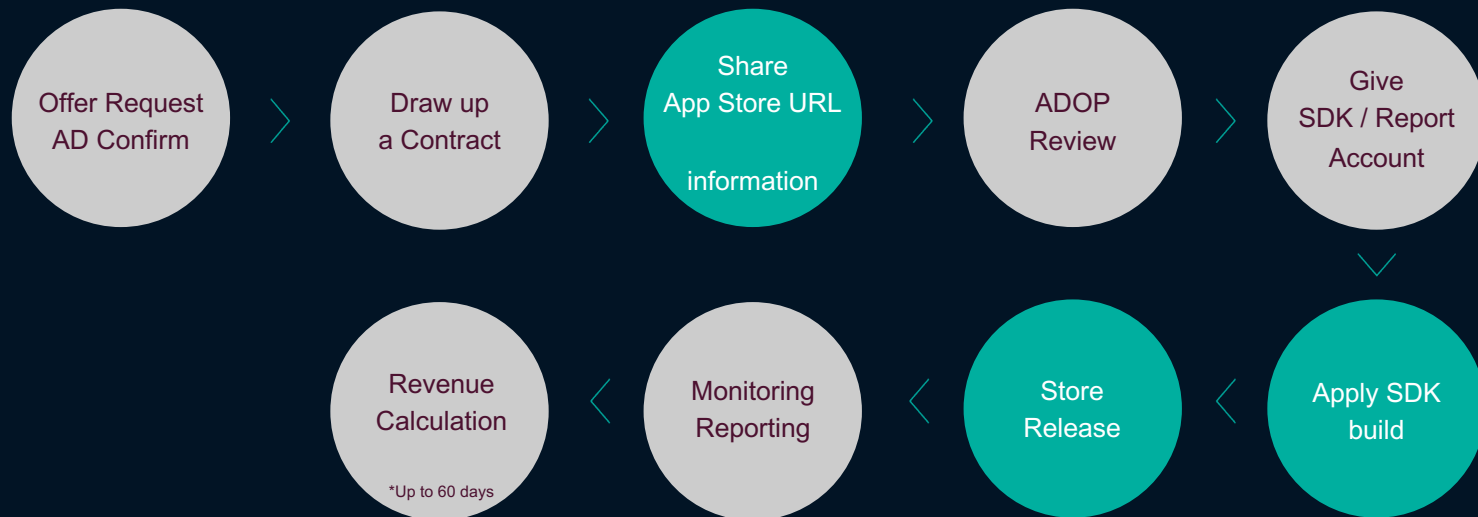 Offer Request
AD Confirm
Draw up
a Contract
Share
App Store URL
information
ADOP
Review
Give
SDK / Report
Account
Revenue
Calculation
*Up to 60 days
Monitoring
Reporting
Store
Release
Apply SDK
build